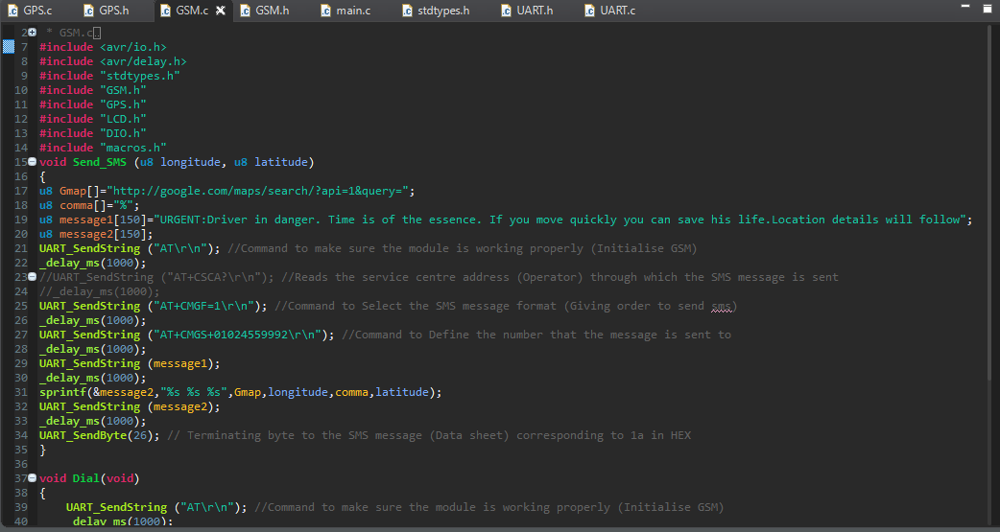 GPS.c GPS.h GSM.c GSM.h main.c stdtypes.h UART.h UART.c
2 * GSM.c
7 #include <avr/io.h>
8 #include <avr/delay.h>
9 #include "stdtypes.h"
10 #include "GSM.h"
11 #include "GPS.h"
12 #include "LCD.h"
13 #include "DIO.h"
14 #include "macros.h"
15 void Send_SMS (u8 longitude, u8 latitude)
16 {
17 u8 Gmap[]="http://google.com/maps/search/?api=1&query=";
18 u8 comma[]="%";
19 u8 message1[150]="URGENT:Driver in danger. Time is of the essence. If you move quickly you can save his life.Location details will follow";
20 u8 message2[150];
21 UART_SendString ("AT\r\n"); //Command to make sure the module is working properly (Initialise GSM)
22 _delay_ms(1000);
23 //UART_SendString ("AT+CSCA?\r\n"); //Reads the service centre address (Operator) through which the SMS message is sent
24 //_delay_ms(1000);
25 UART_SendString ("AT+CMGF=1\r\n"); //Command to Select the SMS message format (Giving order to send sms)
26 _delay_ms(1000);
27 UART_SendString ("AT+CMGS+01024559992\r\n"); //Command to Define the number that the message is sent to
28 _delay_ms(1000);
29 UART_SendString (message1);
30 _delay_ms(1000);
31 sprintf(&message2,"%s %s %s",Gmap,longitude,comma,latitude);
32 UART_SendString (message2);
33 _delay_ms(1000);
34 UART_SendByte(26); // Terminating byte to the SMS message (Data sheet) corresponding to 1a in HEX
35 }
36
37 void Dial(void)
38 {
39 UART_SendString ("AT\r\n"); //Command to make sure the module is working properly (Initialise GSM)
40 _delay_ms(1000);